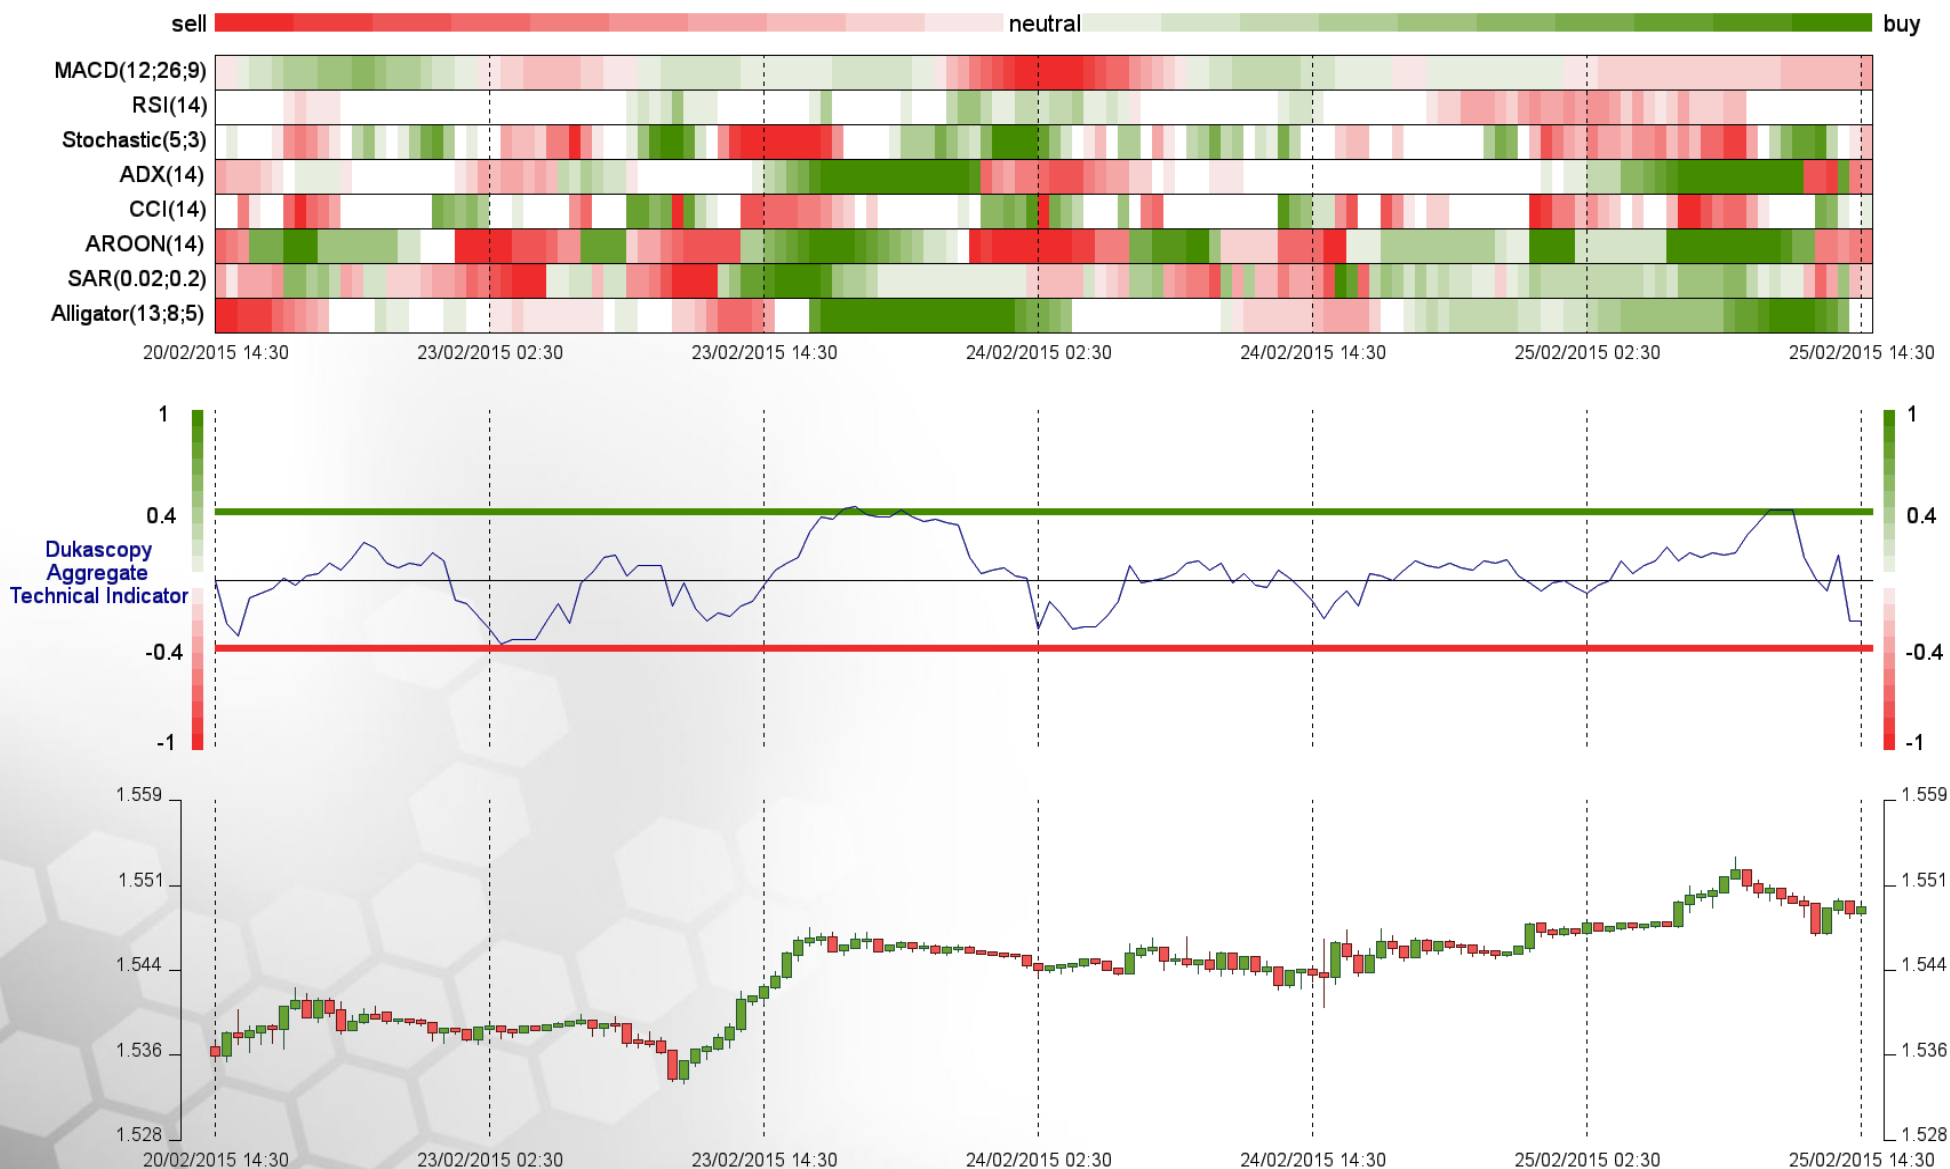 sell neutral buy
MACD(12;26;9)
RSI(14)
Stochastic(5;3)
ADX(14)
CCI(14)
AROON(14)
SAR(0.02;0.2)
Alligator(13;8;5)
20/02/2015 14:30 23/02/2015 02:30 23/02/2015 14:30 24/02/2015 02:30 24/02/2015 14:30 25/02/2015 02:30 25/02/2015 14:30
1 1
0.4 0.4
Dukascopy
Aggregate
Technical Indicator
-0.4 -0.4
-1 -1
1.559 1.559
1.551 1.551
1.544 1.544
1.536 1.536
1.528 1.528
20/02/2015 14:30 23/02/2015 02:30 23/02/2015 14:30 24/02/2015 02:30 24/02/2015 14:30 25/02/2015 02:30 25/02/2015 14:30